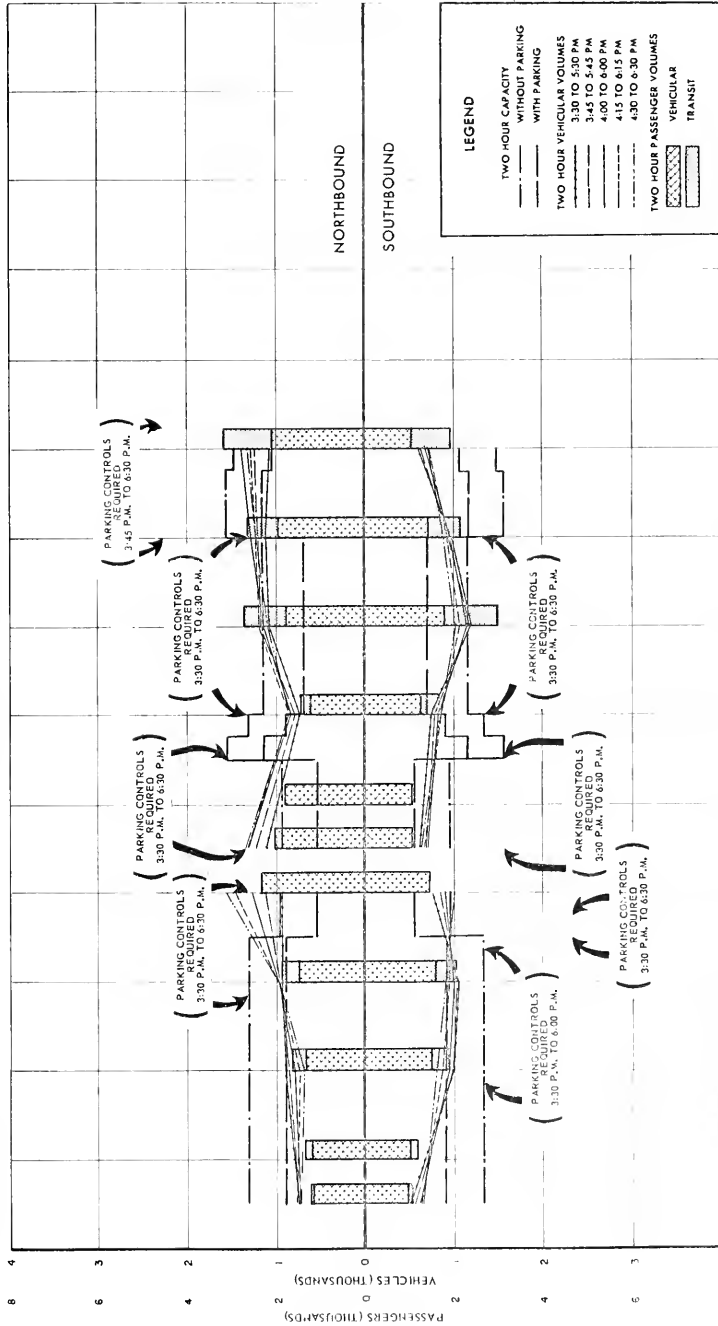 8
6
4
2
0
2
4
6
PASSENGERS (THOUSANDS)
4
3
2
1
0
1
2
3
VEHICLES (THOUSANDS)
(PARKING CONTROLS
REQUIRED
3:30 P.M. TO 6:30 P.M.)
(PARKING CONTROLS
REQUIRED
3:30 P.M. TO 6:30 P.M.)
(PARKING CONTROLS
REQUIRED
3:30 P.M. TO 6:30 P.M.)
(PARKING CONTROLS
REQUIRED
3:45 P.M. TO 6:30 P.M.)
NORTHBOUND
SOUTHBOUND
(PARKING CONTROLS
REQUIRED
3:30 P.M. TO 6:00 P.M.)
(PARKING CONTROLS
REQUIRED
3:30 P.M. TO 6:30 P.M.)
(PARKING CONTROLS
REQUIRED
3:30 P.M. TO 6:30 P.M.)
(PARKING CONTROLS
REQUIRED
3:30 P.M. TO 6:30 P.M.)
LEGEND
TWO HOUR CAPACITY
WITHOUT PARKING
WITH PARKING
TWO HOUR VEHICULAR VOLUMES
3:30 TO 5:30 PM
3:45 TO 5:45 PM
4:00 TO 6:00 PM
4:15 TO 6:15 PM
4:30 TO 6:30 PM
TWO HOUR PASSENGER VOLUMES
VEHICULAR
TRANSIT